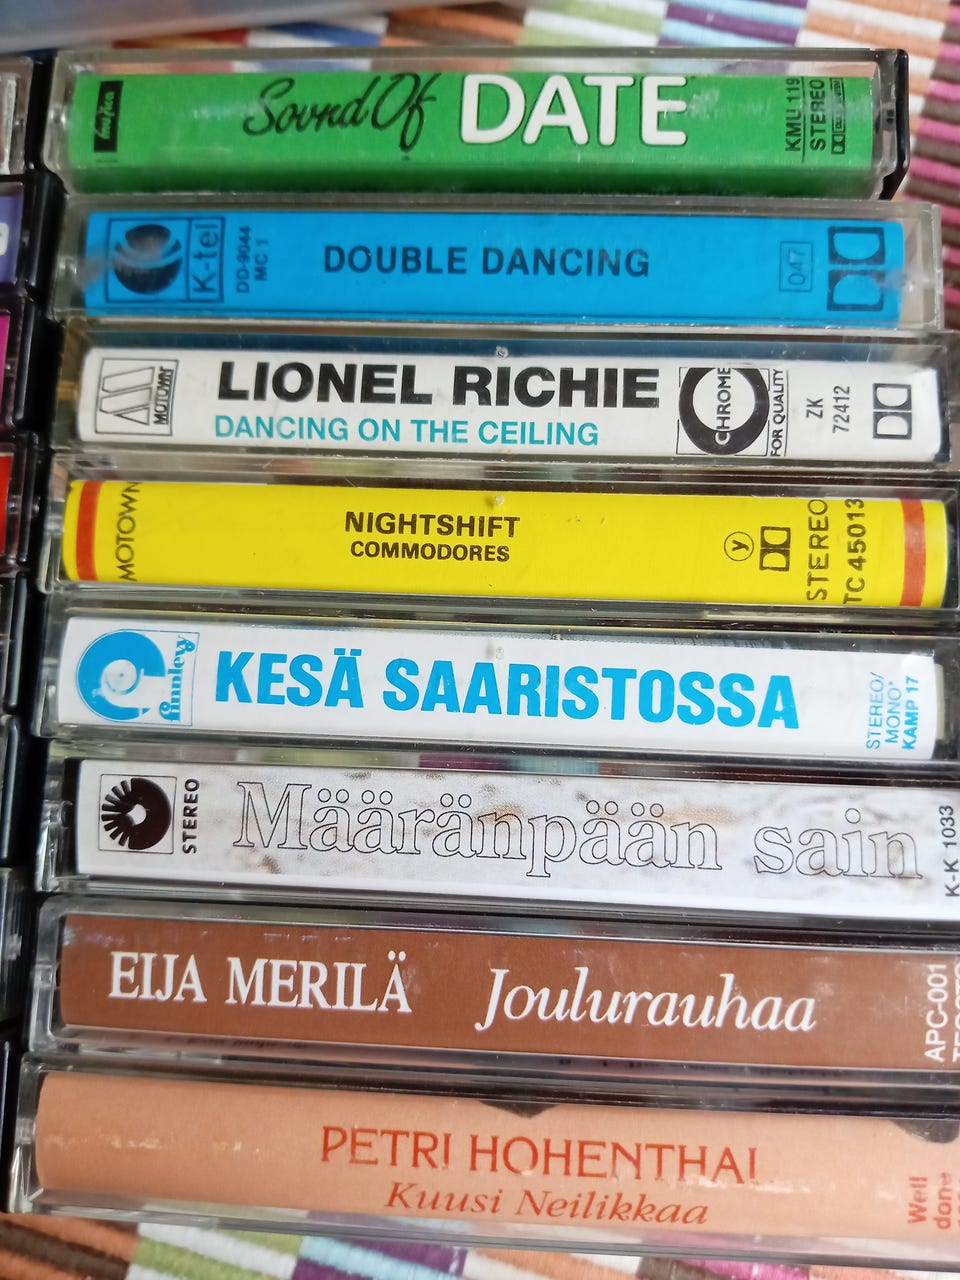 Sound Of DATE
KMU 119
STEREO
K-tel
DD-9044
MC 1
DOUBLE DANCING
047
MOTOWN
LIONEL RICHIE
DANCING ON THE CEILING
CHROME
FOR QUALITY
ZK
72412
MOTOWN
NIGHTSHIFT
COMMODORES
y
STEREO
TC 45013
finnlevy
KESÄ SAARISTOSSA
STEREO/
MONO*
KAMP 17
STEREO
Määränpään sain
K-K 1033
EIJA MERILÄ Joulurauhaa
APC-001
PETRI HOHENTHAL
Kuusi Neilikkaa
Well
done